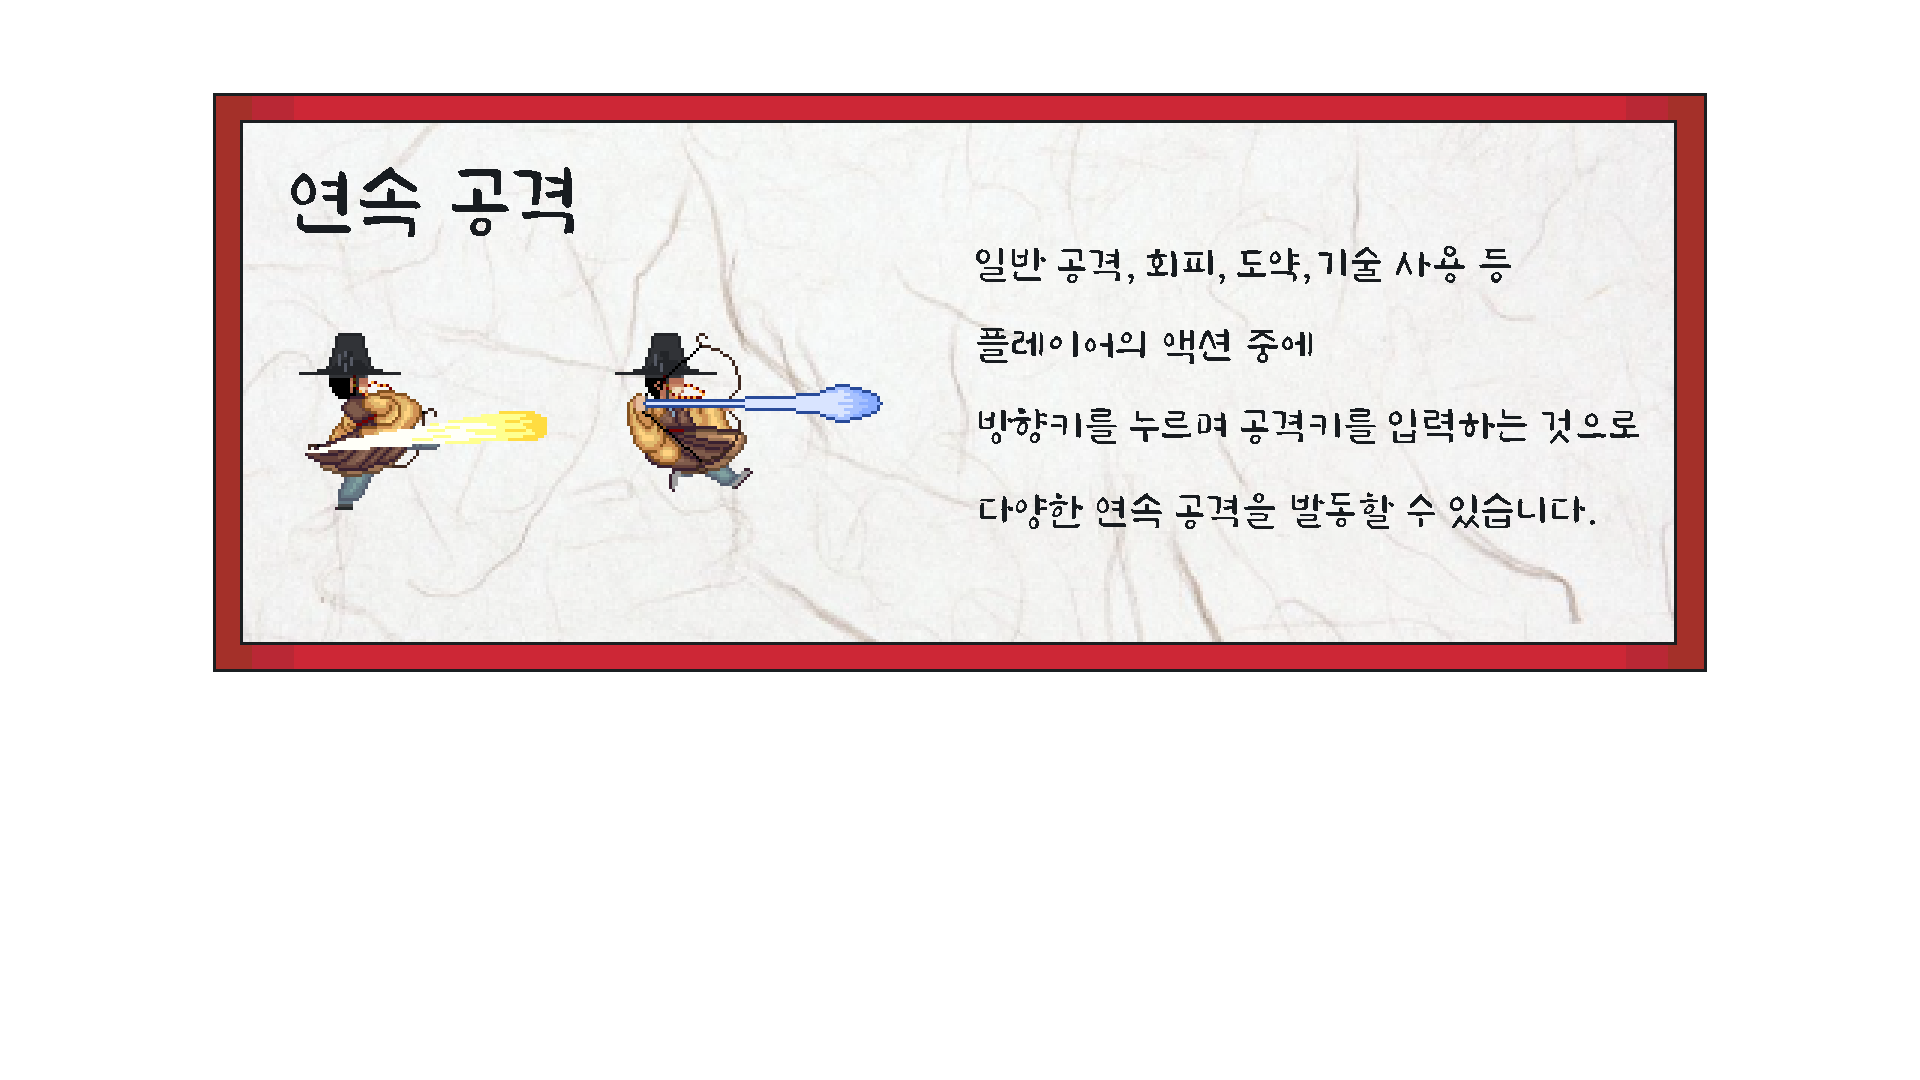 연속 공격
일반 공격, 회피, 도약,기술 사용 등
플레이어의 액션 중에
방향키를 누르며 공격키를 입력하는 것으로
다양한 연속 공격을 발동할 수 있습니다.